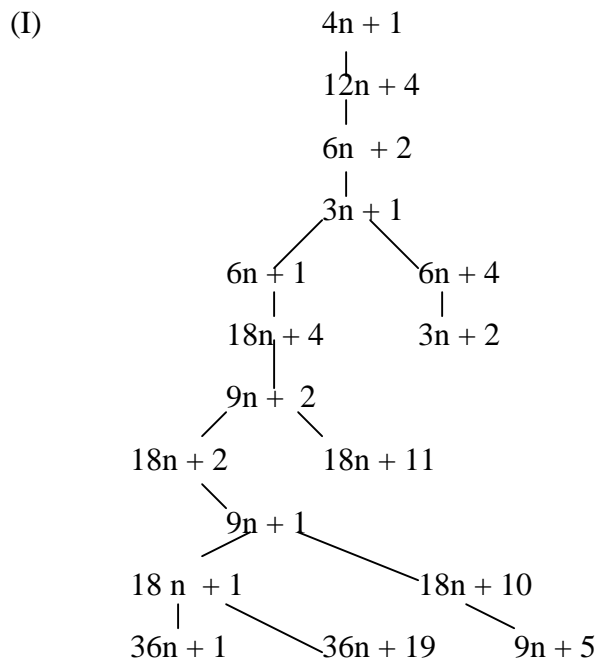 (I) 4n + 1
12n + 4
6n + 2
3n + 1
6n + 1 6n + 4
18n + 4 3n + 2
9n + 2
18n + 2 18n + 11
9n + 1
18 n + 1 18n + 10
36n + 1 36n + 19 9n + 5